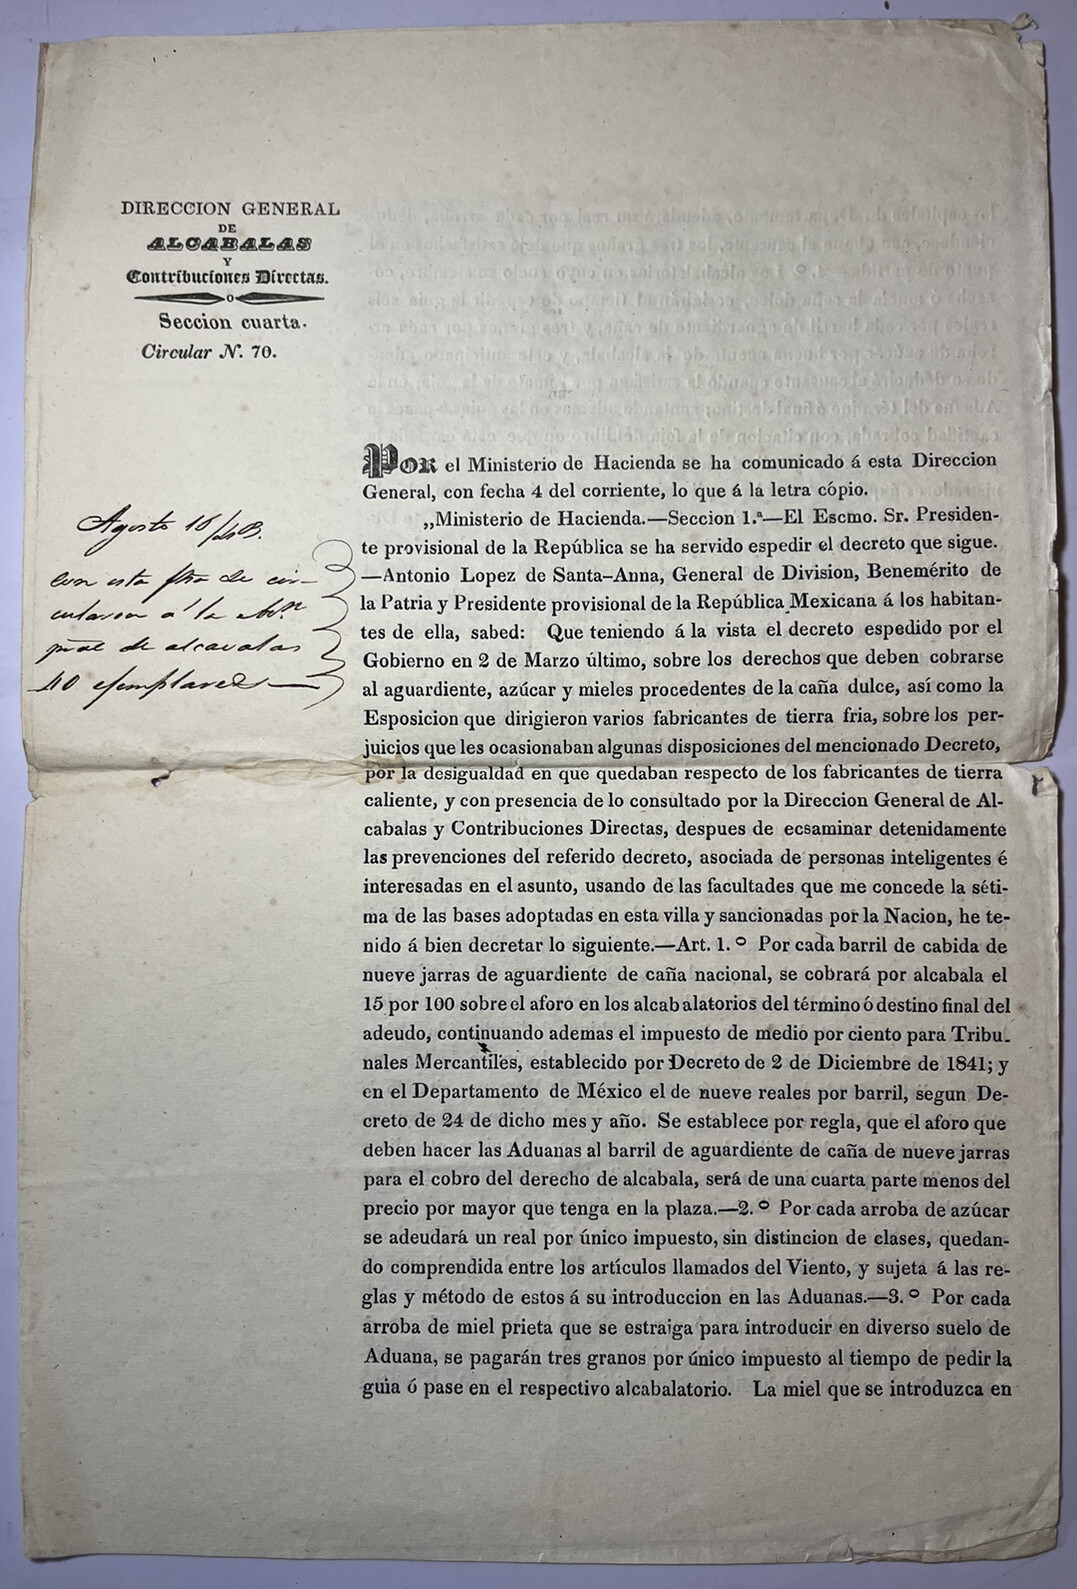 DIRECCION GENERAL
DE
ALCABALAS
Y
Contribuciones Directas.
Seccion cuarta.
Circular N. 70.
Agosto 16/43.
con esta fha se cir-
cularon á la
pral de alcavalas
40 ejemplares
POR el Ministerio de Hacienda se ha comunicado á esta Direccion
General, con fecha 4 del corriente, lo que á la letra cópio.
„Ministerio de Hacienda.—Seccion 1.ª—El Escmo. Sr. Presiden-
te provisional de la República se ha servido espedir el decreto que sigue.
—Antonio Lopez de Santa-Anna, General de Division, Benemérito de
la Patria y Presidente provisional de la República Mexicana á los habitan-
tes de ella, sabed: Que teniendo á la vista el decreto espedido por el
Gobierno en 2 de Marzo último, sobre los derechos que deben cobrarse
al aguardiente, azúcar y mieles procedentes de la caña dulce, así como la
Esposicion que dirigieron varios fabricantes de tierra fria, sobre los per-
juicios que les ocasionaban algunas disposiciones del mencionado Decreto,
por la desigualdad en que quedaban respecto de los fabricantes de tierra
caliente, y con presencia de lo consultado por la Direccion General de Al-
cabalas y Contribuciones Directas, despues de ecsaminar detenidamente
las prevenciones del referido decreto, asociada de personas inteligentes é
interesadas en el asunto, usando de las facultades que me concede la séti-
ma de las bases adoptadas en esta villa y sancionadas por la Nacion, he te-
nido á bien decretar lo siguiente.—Art. 1.º Por cada barril de cabida de
nueve jarras de aguardiente de caña nacional, se cobrará por alcabala el
15 por 100 sobre el aforo en los alcabalatorios del término ó destino final del
adeudo, continuando ademas el impuesto de medio por ciento para Tribu-
nales Mercantiles, establecido por Decreto de 2 de Diciembre de 1841; y
en el Departamento de México el de nueve reales por barril, segun De-
creto de 24 de dicho mes y año. Se establece por regla, que el aforo que
deben hacer las Aduanas al barril de aguardiente de caña de nueve jarras
para el cobro del derecho de alcabala, será de una cuarta parte menos del
precio por mayor que tenga en la plaza.—2.º Por cada arroba de azúcar
se adeudará un real por único impuesto, sin distincion de clases, quedan-
do comprendida entre los artículos llamados del Viento, y sujeta á las re-
glas y método de estos á su introduccion en las Aduanas.—3.º Por cada
arroba de miel prieta que se estraiga para introducir en diverso suelo de
Aduana, se pagarán tres granos por único impuesto al tiempo de pedir la
guia ó pase en el respectivo alcabalatorio. La miel que se introduzca en